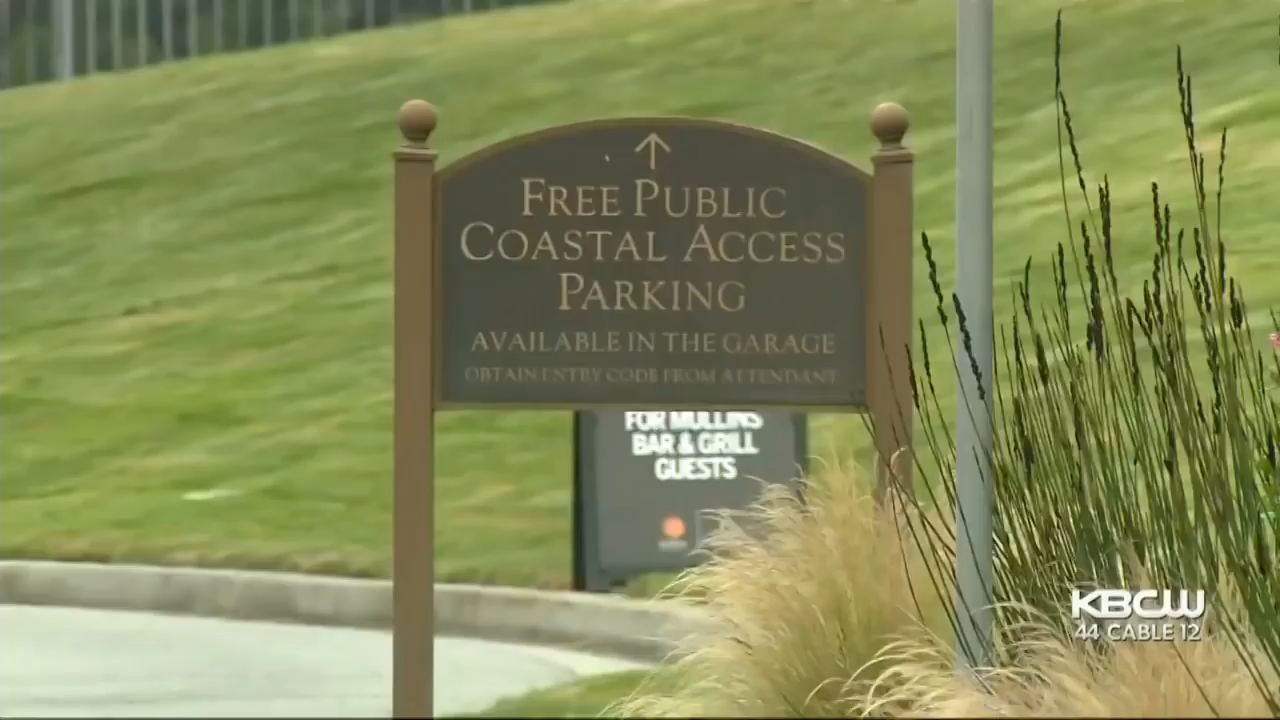 FREE PUBLIC
COASTAL ACCESS
PARKING
AVAILABLE IN THE GARAGE
OBTAIN ENTRY CODE FROM ATTENDANT
FOR MULLINS
BAR & GRILL
GUESTS
KBCW
44 CABLE 12